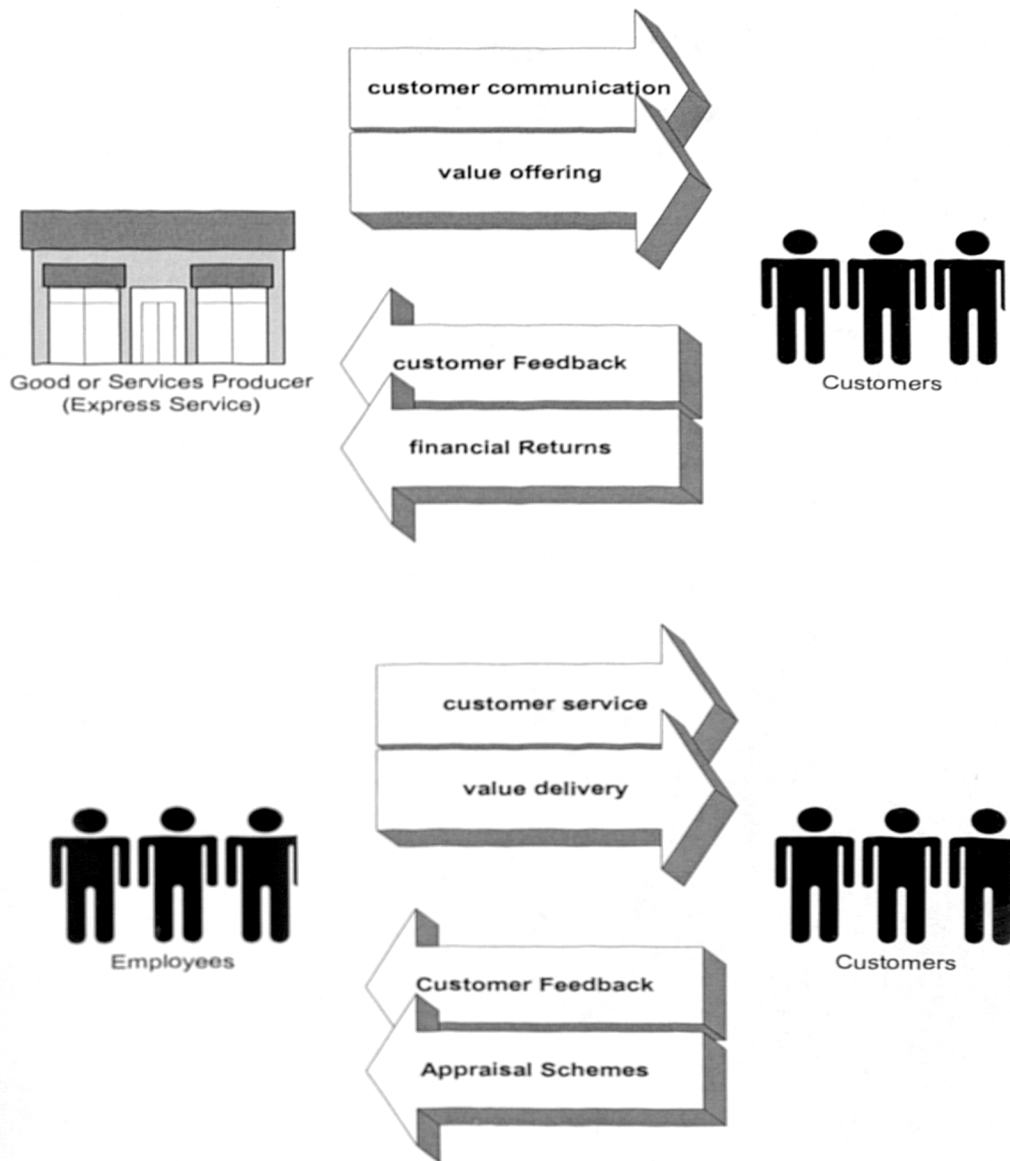 customer communication
value offering
customer Feedback
Good or Services Producer
(Express Service)
Customers
financial Returns
customer service
value delivery
Employees
Customers
Customer Feedback
Appraisal Schemes